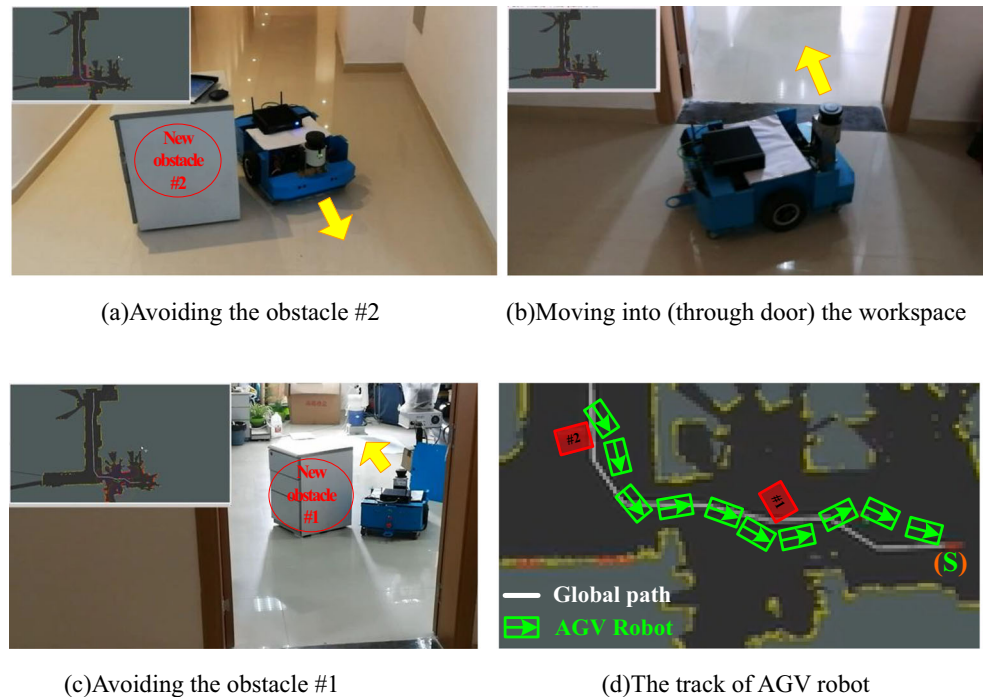 New
obstacle
#2
(a)Avoiding the obstacle #2
(b)Moving into (through door) the workspace
New
obstacle
#1
(c)Avoiding the obstacle #1
#2
#1
(S)
Global path
AGV Robot
(d)The track of AGV robot